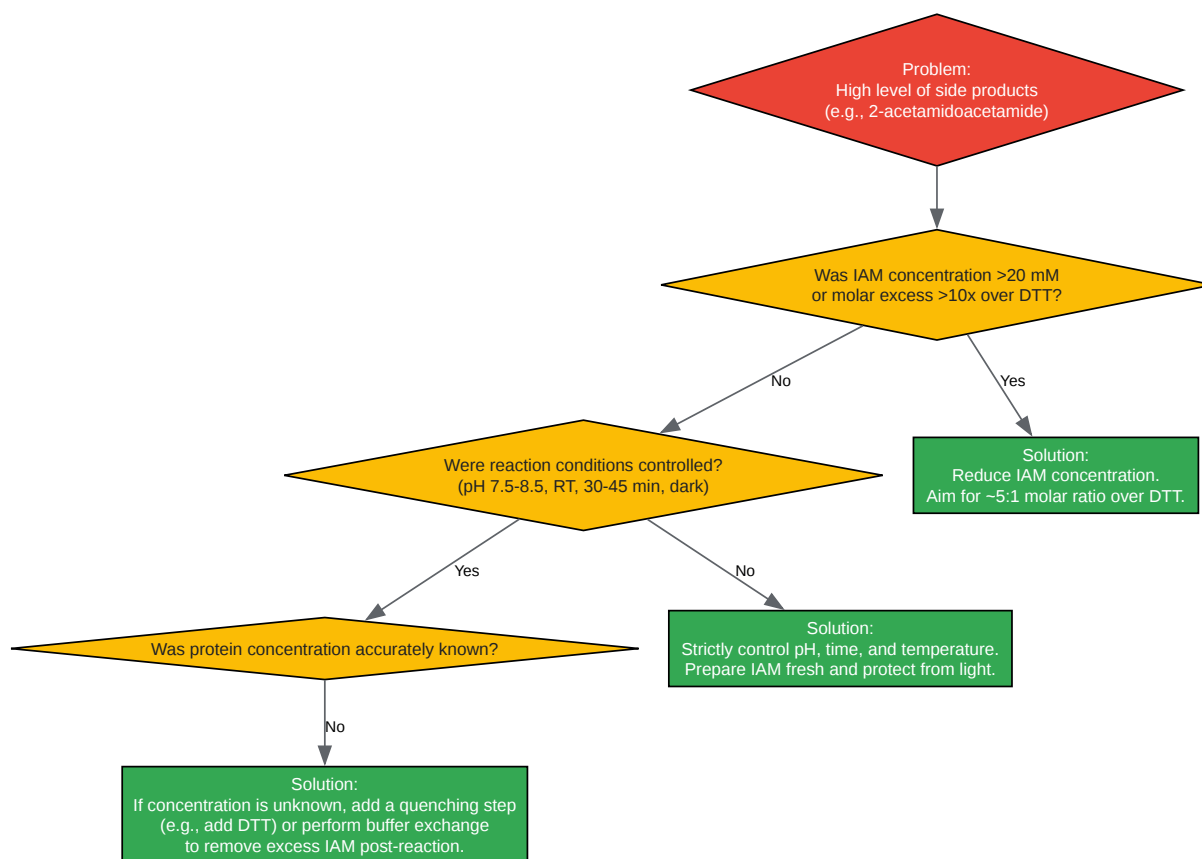 Problem:
High level of side products
(e.g., 2-acetamidoacetamide)
Was IAM concentration >20 mM
or molar excess >10x over DTT?
No
Yes
Were reaction conditions controlled?
(pH 7.5-8.5, RT, 30-45 min, dark)
Solution:
Reduce IAM concentration.
Aim for ~5:1 molar ratio over DTT.
Yes
No
Was protein concentration accurately known?
Solution:
Strictly control pH, time, and temperature.
Prepare IAM fresh and protect from light.
No
Solution:
If concentration is unknown, add a quenching step
(e.g., add DTT) or perform buffer exchange
to remove excess IAM post-reaction.